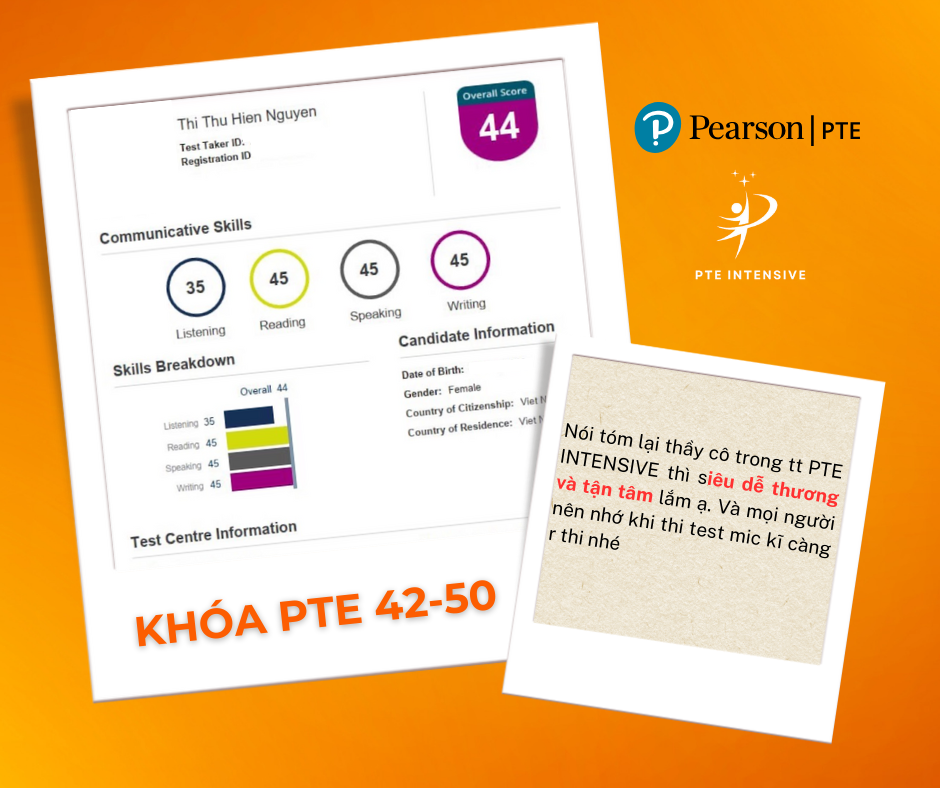 Thi Thu Hien Nguyen
Test Taker ID:
Registration ID
Overall Score
44
Pearson | PTE
PTE INTENSIVE
Communicative Skills
35
45
45
45
Listening
Reading
Speaking
Writing
Skills Breakdown
Overall 44
Listening 35
Reading 45
Speaking 45
Writing 45
Candidate Information
Date of Birth:
Gender: Female
Country of Citizenship: Viet N
Country of Residence: Viet N
Test Centre Information
KHÓA PTE 42-50
Nói tóm lại thầy cô trong tt PTE
INTENSIVE thì siêu dễ thương
và tận tâm lắm ạ. Và mọi người
nên nhớ khi thi test mic kĩ càng
r thi nhé